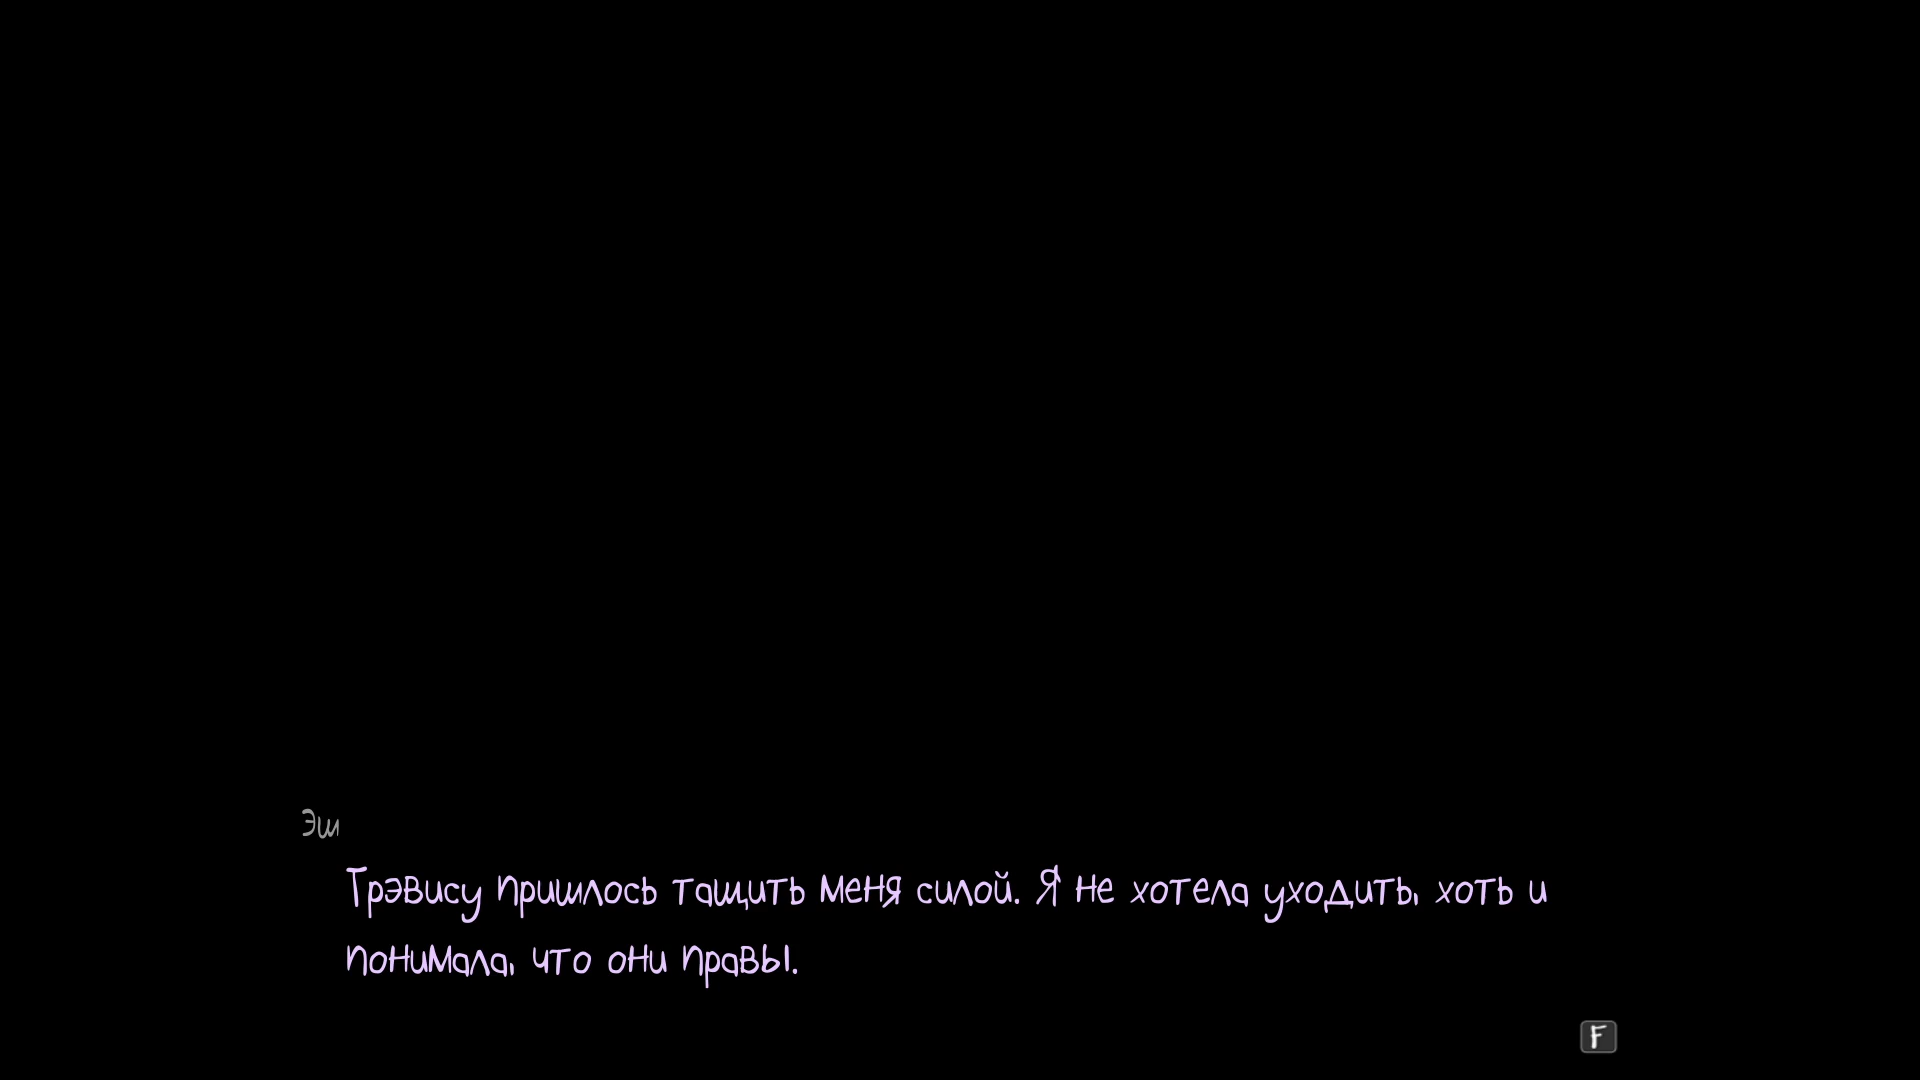 Эш
Трэвису пришлось тащить меня силой. Я не хотела уходить, хоть и
понимала, что они правы.
F